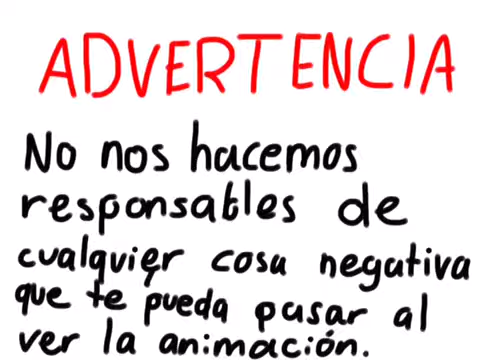 ADVERTENCIA
No nos hacemos
responsables de
cualquier cosa negativa
que te pueda pasar al
ver la animación.